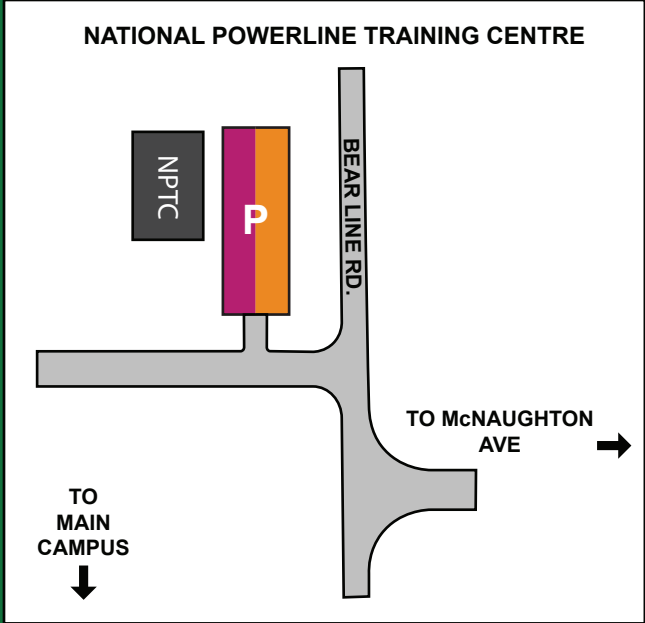 NATIONAL POWERLINE TRAINING CENTRE
NPTC
P
BEAR LINE RD.
TO McNAUGHTON
AVE
TO
MAIN
CAMPUS